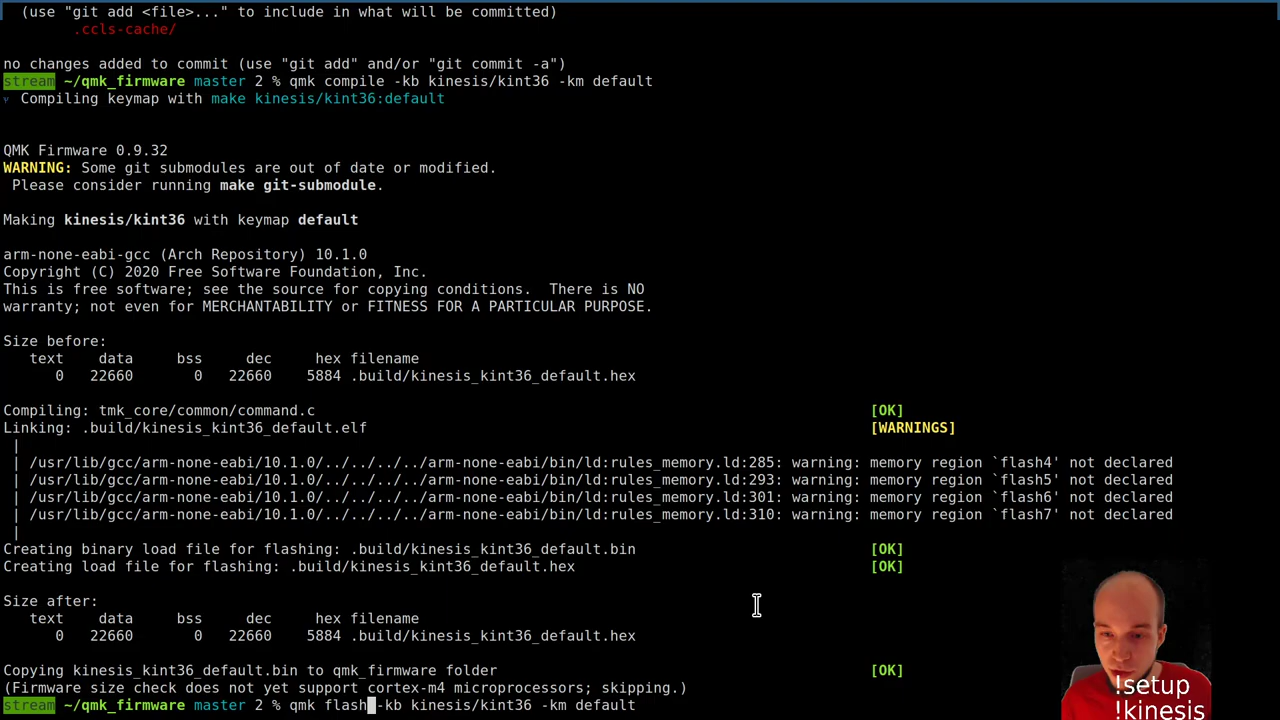 (use "git add <file>..." to include in what will be committed)
.ccls-cache/
no changes added to commit (use "git add" and/or "git commit -a")
stream ~/qmk_firmware master 2 % qmk compile -kb kinesis/kint36 -km default
Ψ Compiling keymap with make kinesis/kint36:default
QMK Firmware 0.9.32
WARNING: Some git submodules are out of date or modified.
Please consider running make git-submodule.
Making kinesis/kint36 with keymap default
arm-none-eabi-gcc (Arch Repository) 10.1.0
Copyright (C) 2020 Free Software Foundation, Inc.
This is free software; see the source for copying conditions.  There is NO
warranty; not even for MERCHANTABILITY or FITNESS FOR A PARTICULAR PURPOSE.
Size before:
text    data     bss     dec     hex filename
0   22660       0   22660    5884 .build/kinesis_kint36_default.hex
Compiling: tmk_core/common/command.c [OK]
Linking: .build/kinesis_kint36_default.elf [WARNINGS]
|
| /usr/lib/gcc/arm-none-eabi/10.1.0/../../../../arm-none-eabi/bin/ld:rules_memory.ld:285: warning: memory region `flash4' not declared
| /usr/lib/gcc/arm-none-eabi/10.1.0/../../../../arm-none-eabi/bin/ld:rules_memory.ld:293: warning: memory region `flash5' not declared
| /usr/lib/gcc/arm-none-eabi/10.1.0/../../../../arm-none-eabi/bin/ld:rules_memory.ld:301: warning: memory region `flash6' not declared
| /usr/lib/gcc/arm-none-eabi/10.1.0/../../../../arm-none-eabi/bin/ld:rules_memory.ld:310: warning: memory region `flash7' not declared
|
Creating binary load file for flashing: .build/kinesis_kint36_default.bin [OK]
Creating load file for flashing: .build/kinesis_kint36_default.hex [OK]
Size after:
text    data     bss     dec     hex filename
0   22660       0   22660    5884 .build/kinesis_kint36_default.hex
Copying kinesis_kint36_default.bin to qmk_firmware folder [OK]
(Firmware size check does not yet support cortex-m4 microprocessors; skipping.)
stream ~/qmk_firmware master 2 % qmk flash -kb kinesis/kint36 -km default
!setup
!kinesis